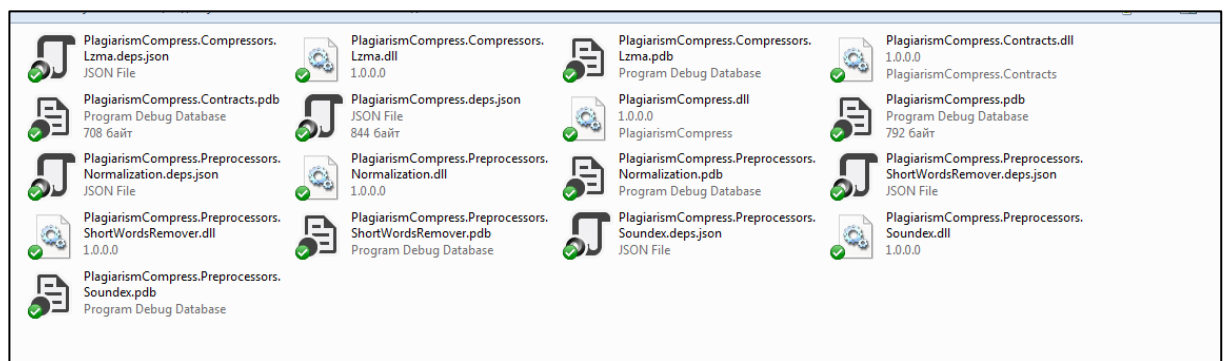 PlagiarismCompress.Compressors.
Lzma.deps.json
JSON File
PlagiarismCompress.Compressors.
Lzma.dll
1.0.0.0
PlagiarismCompress.Compressors.
Lzma.pdb
Program Debug Database
PlagiarismCompress.Contracts.dll
1.0.0.0
PlagiarismCompress.Contracts
PlagiarismCompress.Contracts.pdb
Program Debug Database
708 байт
PlagiarismCompress.deps.json
JSON File
844 байт
PlagiarismCompress.dll
1.0.0.0
PlagiarismCompress
PlagiarismCompress.pdb
Program Debug Database
792 байт
PlagiarismCompress.Preprocessors.
Normalization.deps.json
JSON File
PlagiarismCompress.Preprocessors.
Normalization.dll
1.0.0.0
PlagiarismCompress.Preprocessors.
Normalization.pdb
Program Debug Database
PlagiarismCompress.Preprocessors.
ShortWordsRemover.deps.json
JSON File
PlagiarismCompress.Preprocessors.
ShortWordsRemover.dll
1.0.0.0
PlagiarismCompress.Preprocessors.
ShortWordsRemover.pdb
Program Debug Database
PlagiarismCompress.Preprocessors.
Soundex.deps.json
JSON File
PlagiarismCompress.Preprocessors.
Soundex.dll
1.0.0.0
PlagiarismCompress.Preprocessors.
Soundex.pdb
Program Debug Database